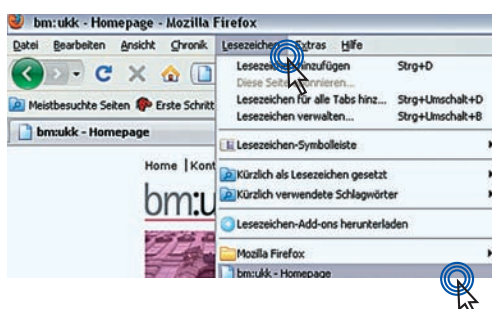 bm:ukk - Homepage - Mozilla Firefox
Datei Bearbeiten Ansicht Chronik Lesezeichen Extras Hilfe
Lesezeichen hinzufügen Strg+D
Diese Seite
Meistbesuchte Seiten Erste Schritt
Lesezeichen für alle Tabs hinz... Strg+Umschalt+D
Lesezeichen verwalten... Strg+Umschalt+B
bm:ukk - Homepage
Lesezeichen-Symbolleiste
Home | Kont
Kürzlich als Lesezeichen gesetzt
bm:u
Kürzlich verwendete Schlagwörter
Lesezeichen-Add-ons herunterladen
Mozilla Firefox
bm:ukk - Homepage